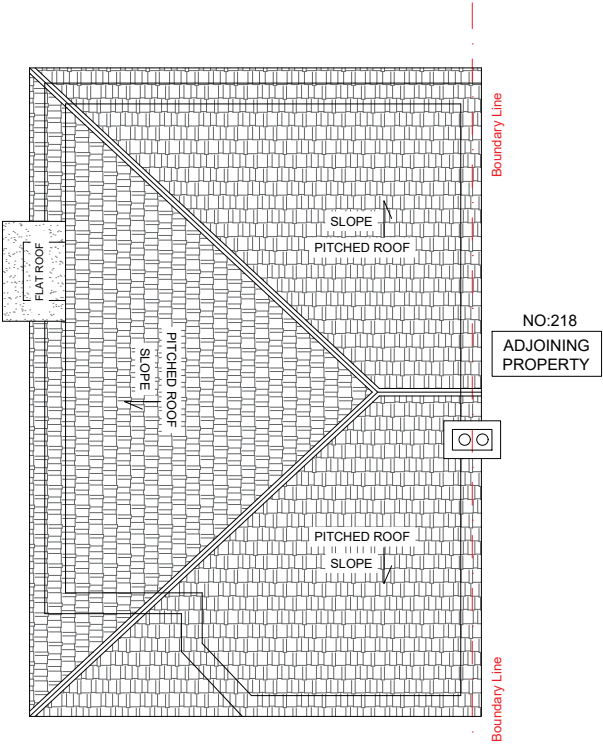 Boundary Line
SLOPE
PITCHED ROOF
FLAT ROOF
NO:218
ADJOINING
PROPERTY
PITCHED ROOF
SLOPE
PITCHED ROOF
SLOPE
Boundary Line